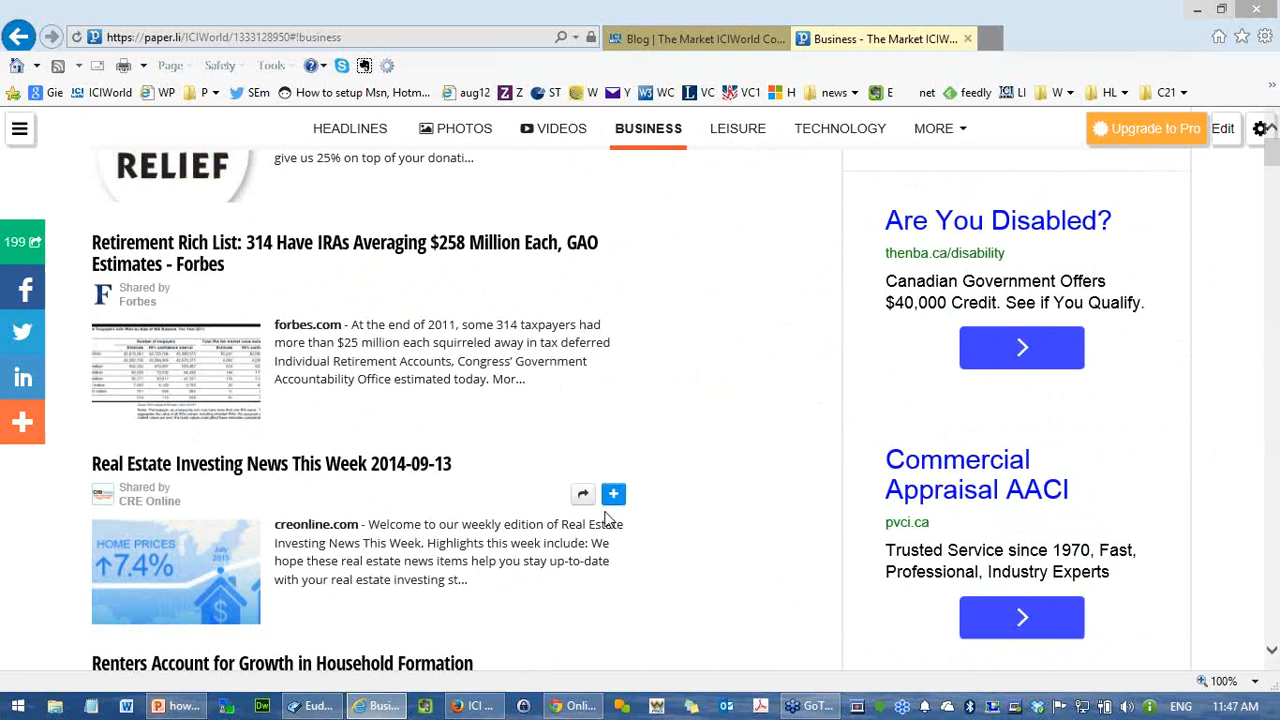 https://paper.li/ICIWorld/1333128950#!business
Blog | The Market ICIWorld Co...
Business - The Market ICIW...
Page
Safety
Tools
Gie
ICIWorld
WP
P
SEm
How to setup Msn, Hotm...
aug12
Z
ST
W
Y
WC
VC
VC1
H
news
E
net
feedly
LI
W
HL
C21
HEADLINES
PHOTOS
VIDEOS
BUSINESS
LEISURE
TECHNOLOGY
MORE
Upgrade to Pro
Edit
RELIEF
give us 25% on top of your donati...
199
Retirement Rich List: 314 Have IRAs Averaging $258 Million Each, GAO
Estimates - Forbes
Shared by
Forbes
forbes.com - At the end of 2011, some 314 taxpayers had
more than $25 million each squirreled away in tax deferred
Individual Retirement Accounts, Congress' Government
Accountability Office estimated today. Mor...
Real Estate Investing News This Week 2014-09-13
Shared by
CRE Online
HOME PRICES
7.4%
July
2013
creonline.com - Welcome to our weekly edition of Real Estate
Investing News This Week. Highlights this week include: We
hope these real estate news items help you stay up-to-date
with your real estate investing st...
Renters Account for Growth in Household Formation
Are You Disabled?
thenba.ca/disability
Canadian Government Offers
$40,000 Credit. See if You Qualify.
Commercial
Appraisal AACI
pvci.ca
Trusted Service since 1970, Fast,
Professional, Industry Experts
100%
how...
Eud...
Busi...
ICI ...
Onli...
GoT...
ENG
11:47 AM